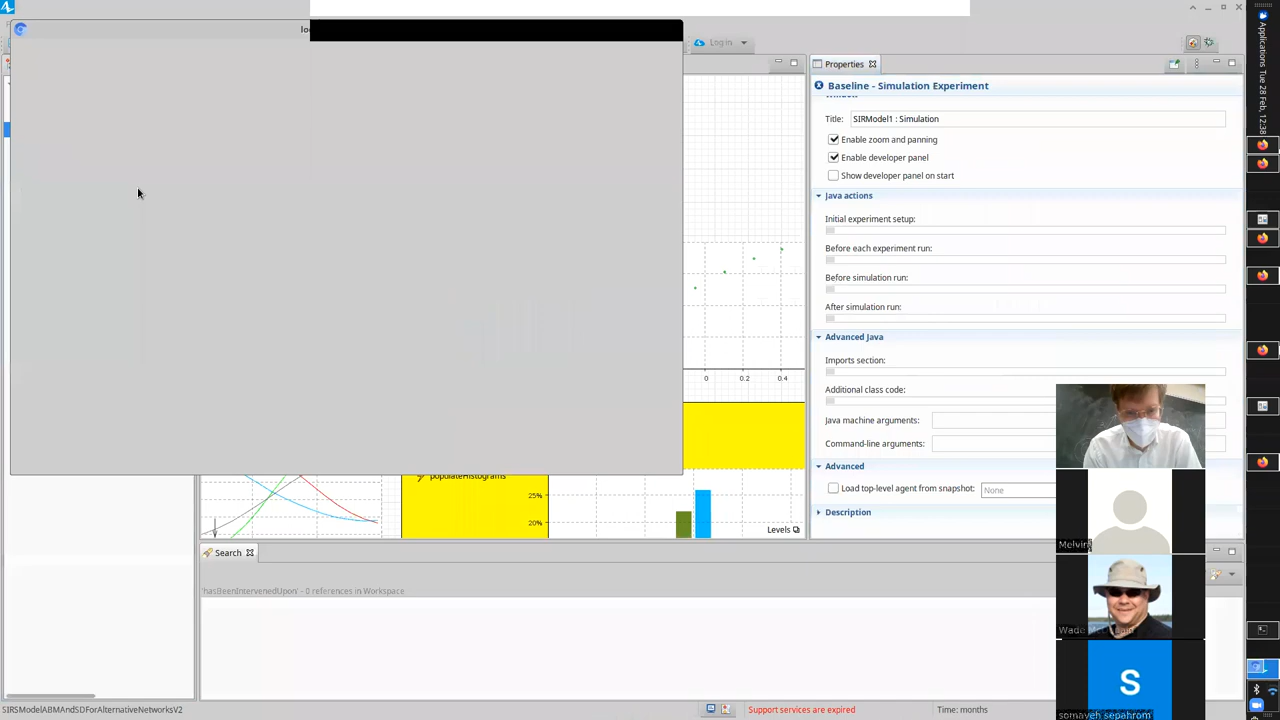 lo
Log in
Properties
Baseline - Simulation Experiment
Title: SIRModel1 : Simulation
Enable zoom and panning
Enable developer panel
Show developer panel on start
Java actions
Initial experiment setup:
Before each experiment run:
Before simulation run:
After simulation run:
Advanced Java
Imports section:
Additional class code:
Java machine arguments:
Command-line arguments:
Advanced
Load top-level agent from snapshot: None
Description
0 0.2 0.4
populateHistograms
25%
20%
Levels
Search
'hasBeenIntervenedUpon' - 0 references in Workspace.
SIRSModelABMAndSDForAlternativeNetworksV2
Support services are expired
Time: months
Applications Tue 28 Feb, 12:38
Melvin
Wade
S
somayeh sepahrom